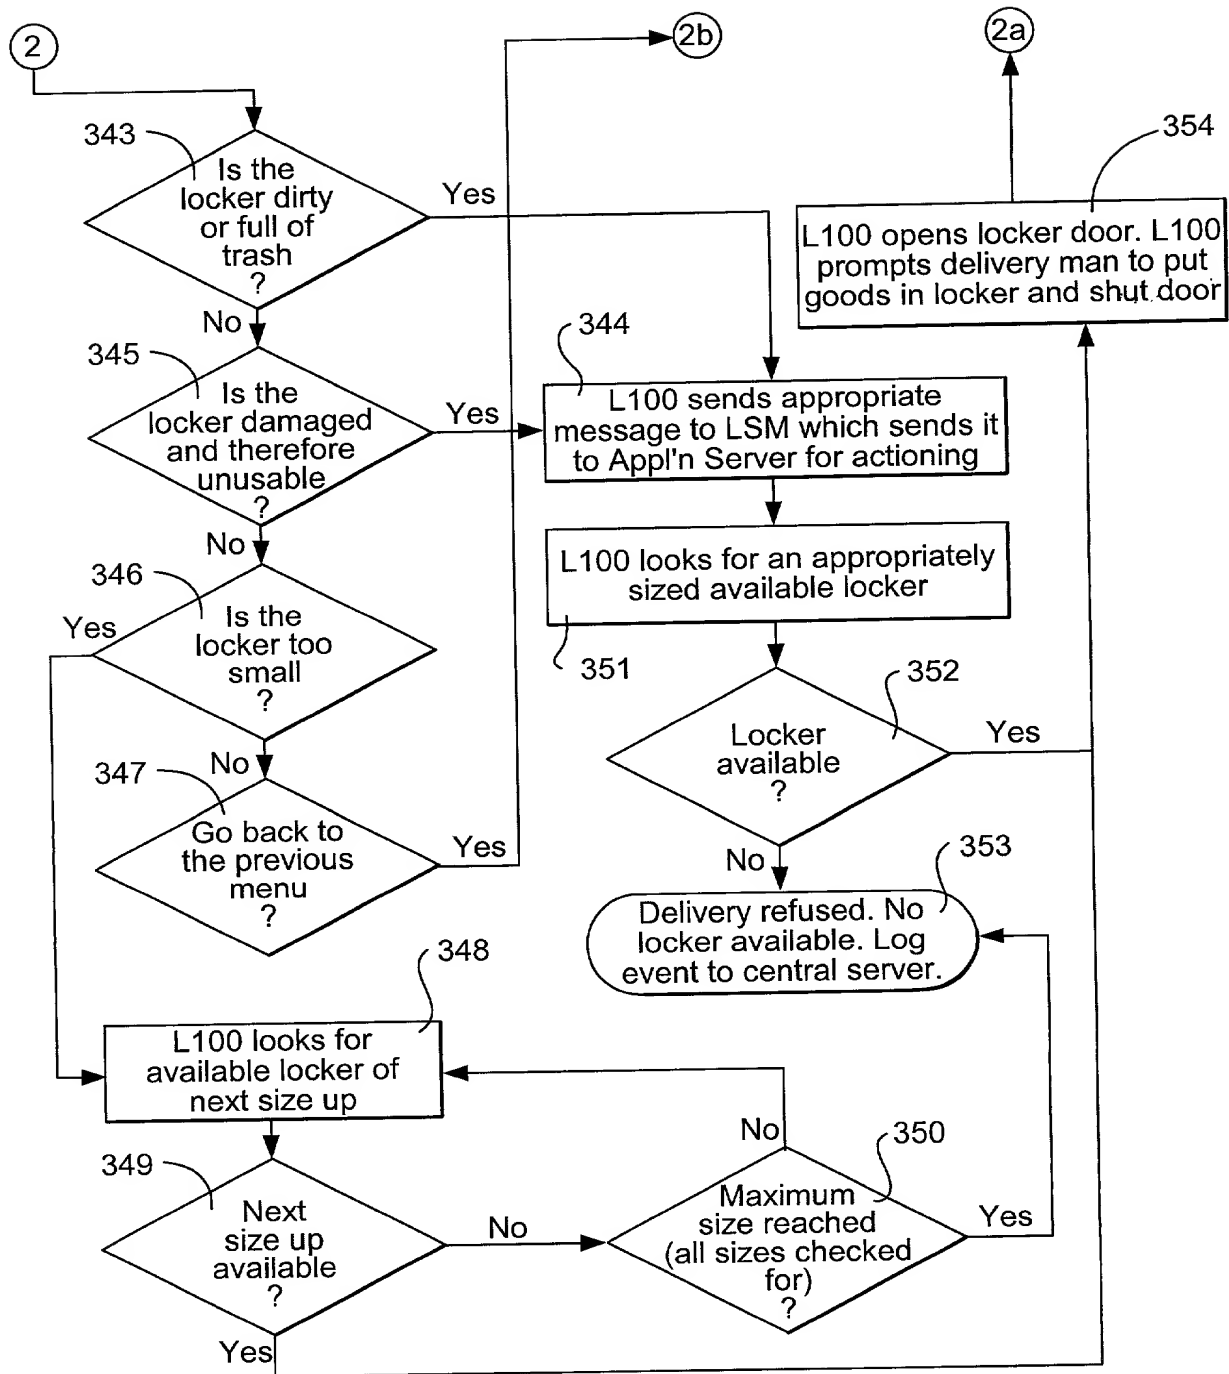 2
2b
2a
343
Is the
locker dirty
or full of
trash
?
Yes
No
354
L100 opens locker door. L100
prompts delivery man to put
goods in locker and shut door
345
Is the
locker damaged
and therefore
unusable
?
Yes
No
344
L100 sends appropriate
message to LSM which sends it
to Appl'n Server for actioning
346
Is the
locker too
small
?
Yes
No
L100 looks for an appropriately
sized available locker
351
347
Go back to
the previous
menu
?
Yes
352
Locker
available
?
Yes
No
353
Delivery refused. No
locker available. Log
event to central server.
348
L100 looks for
available locker of
next size up
349
Next
size up
available
?
No
Yes
350
Maximum
size reached
(all sizes checked
for)
?
No
Yes